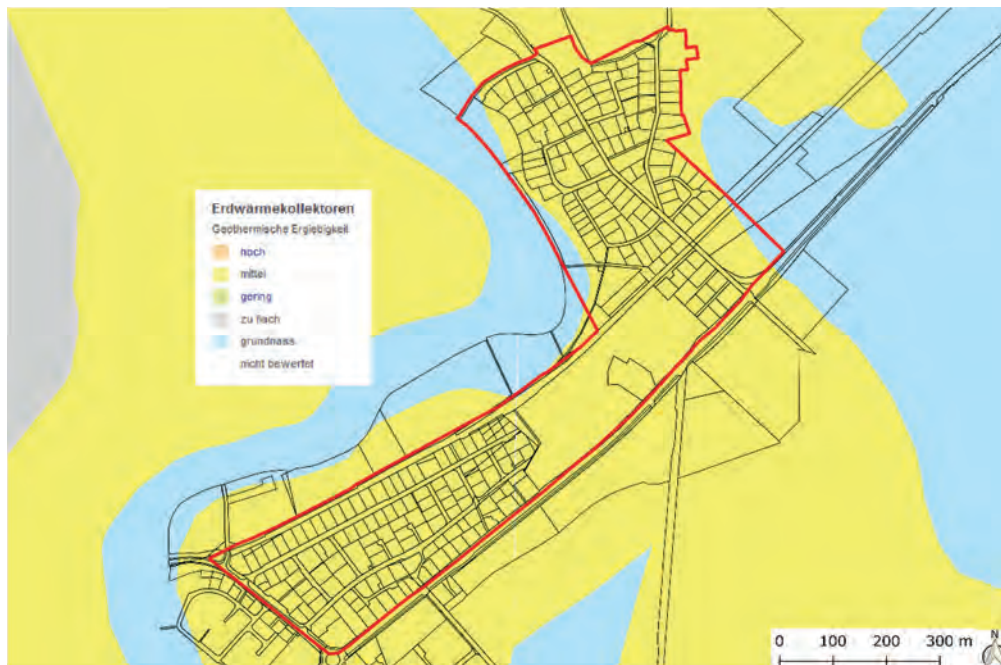 Erdwärmekollektoren
Geothermische Ergiebigkeit
hoch
mittel
gering
zu flach
grundnass
nicht bewertet
0 100 200 300 m
N